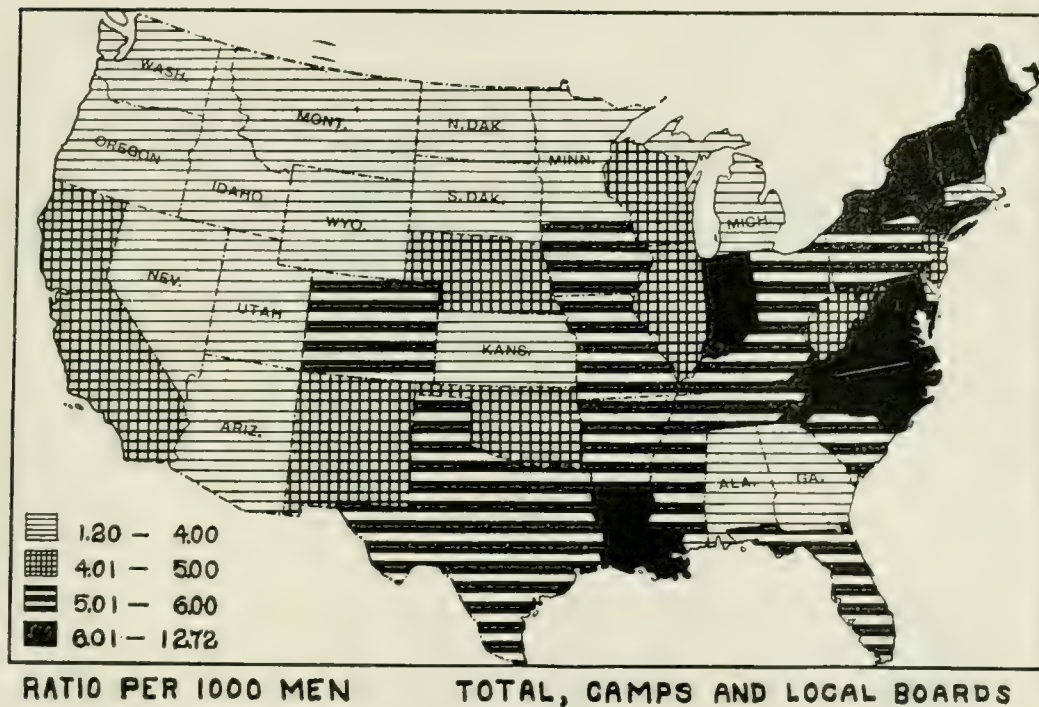 WASH.
MONT.
N. DAK.
MINN.
OREGON
IDAHO
WYO.
S. DAK.
MICH.
NEV.
UTAH
KANS.
ARIZ.
ALA.
GA.
1.20 – 4.00
4.01 – 5.00
5.01 – 6.00
6.01 – 12.72
RATIO PER 1000 MEN TOTAL, CAMPS AND LOCAL BOARDS